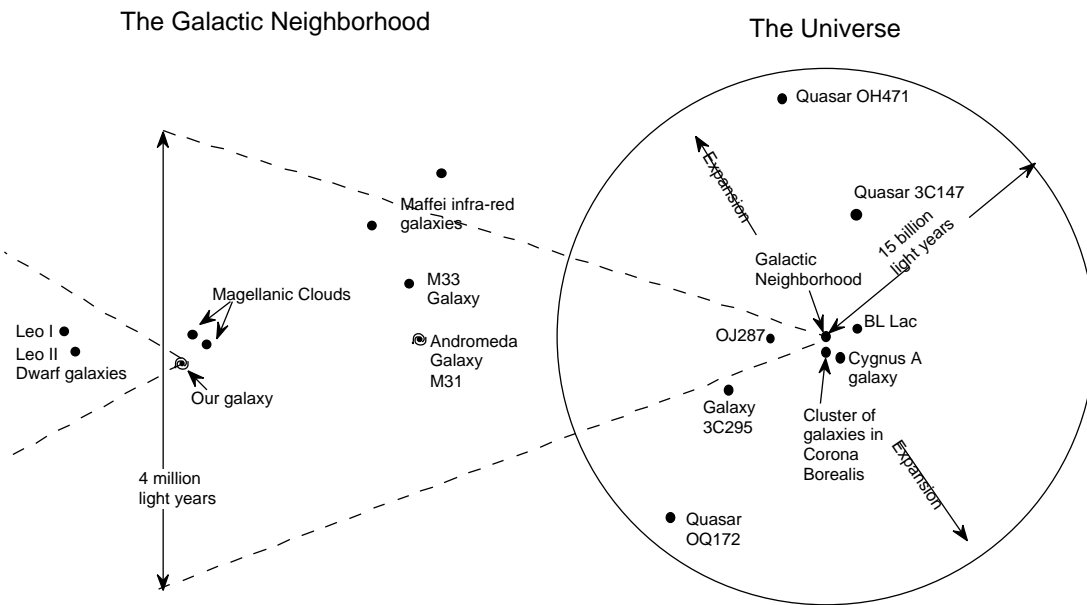 The Galactic Neighborhood
The Universe
Quasar OH471
Expansion
Maffei infra-red
galaxies
Quasar 3C147
15 billion
light years
Galactic
Neighborhood
M33
Galaxy
Magellanic Clouds
Leo I
Leo II
Dwarf galaxies
Our galaxy
Andromeda
Galaxy
M31
OJ287
BL Lac
Cygnus A
galaxy
Galaxy
3C295
Cluster of
galaxies in
Corona
Borealis
Expansion
4 million
light years
Quasar
OQ172